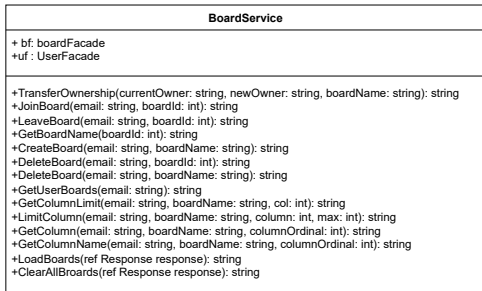 BoardService
+ bf: boardFacade
+uf : UserFacade
+TransferOwnership(currentOwner: string, newOwner: string, boardName: string): string
+JoinBoard(email: string, boardId: int): string
+LeaveBoard(email: string, boardId: int): string
+GetBoardName(boardId: int): string
+CreateBoard(email: string, boardName: string): string
+DeleteBoard(email: string, boardId: int): string
+DeleteBoard(email: string, boardName: string): string
+GetUserBoards(email: string): string
+GetColumnLimit(email: string, boardName: string, col: int): string
+LimitColumn(email: string, boardName: string, column: int, max: int): string
+GetColumn(email: string, boardName: string, columnOrdinal: int): string
+GetColumnName(email: string, boardName: string, columnOrdinal: int): string
+LoadBoards(ref Response response): string
+ClearAllBroards(ref Response response): string